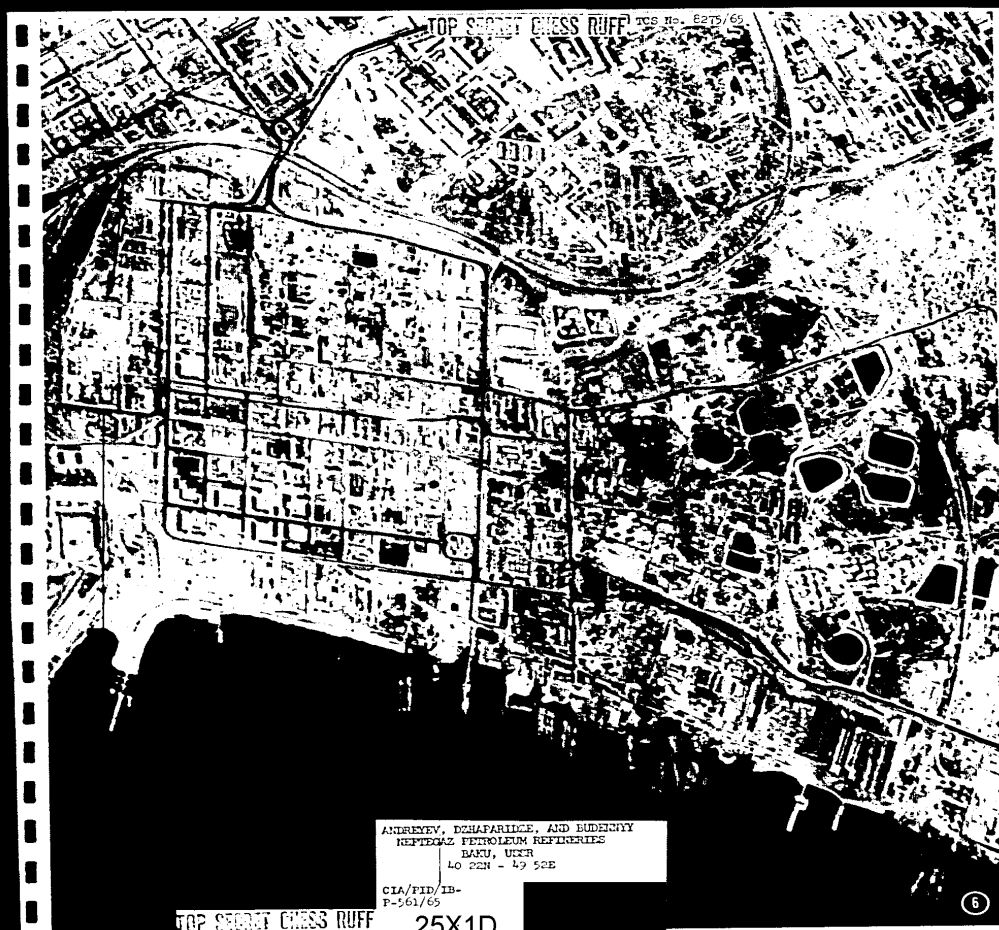 TOP SECRET CHESS RUFF TCS No. 8275/65
ANDREYEV, DZHAPARIDZE, AND BUDENNYY
NEFTEGAZ PETROLEUM REFINERIES
BAKU, USSR
40 22N - 49 52E
CIA/PID/IB-
P-561/65
6
TOP SECRET CHESS RUFF
25X1D